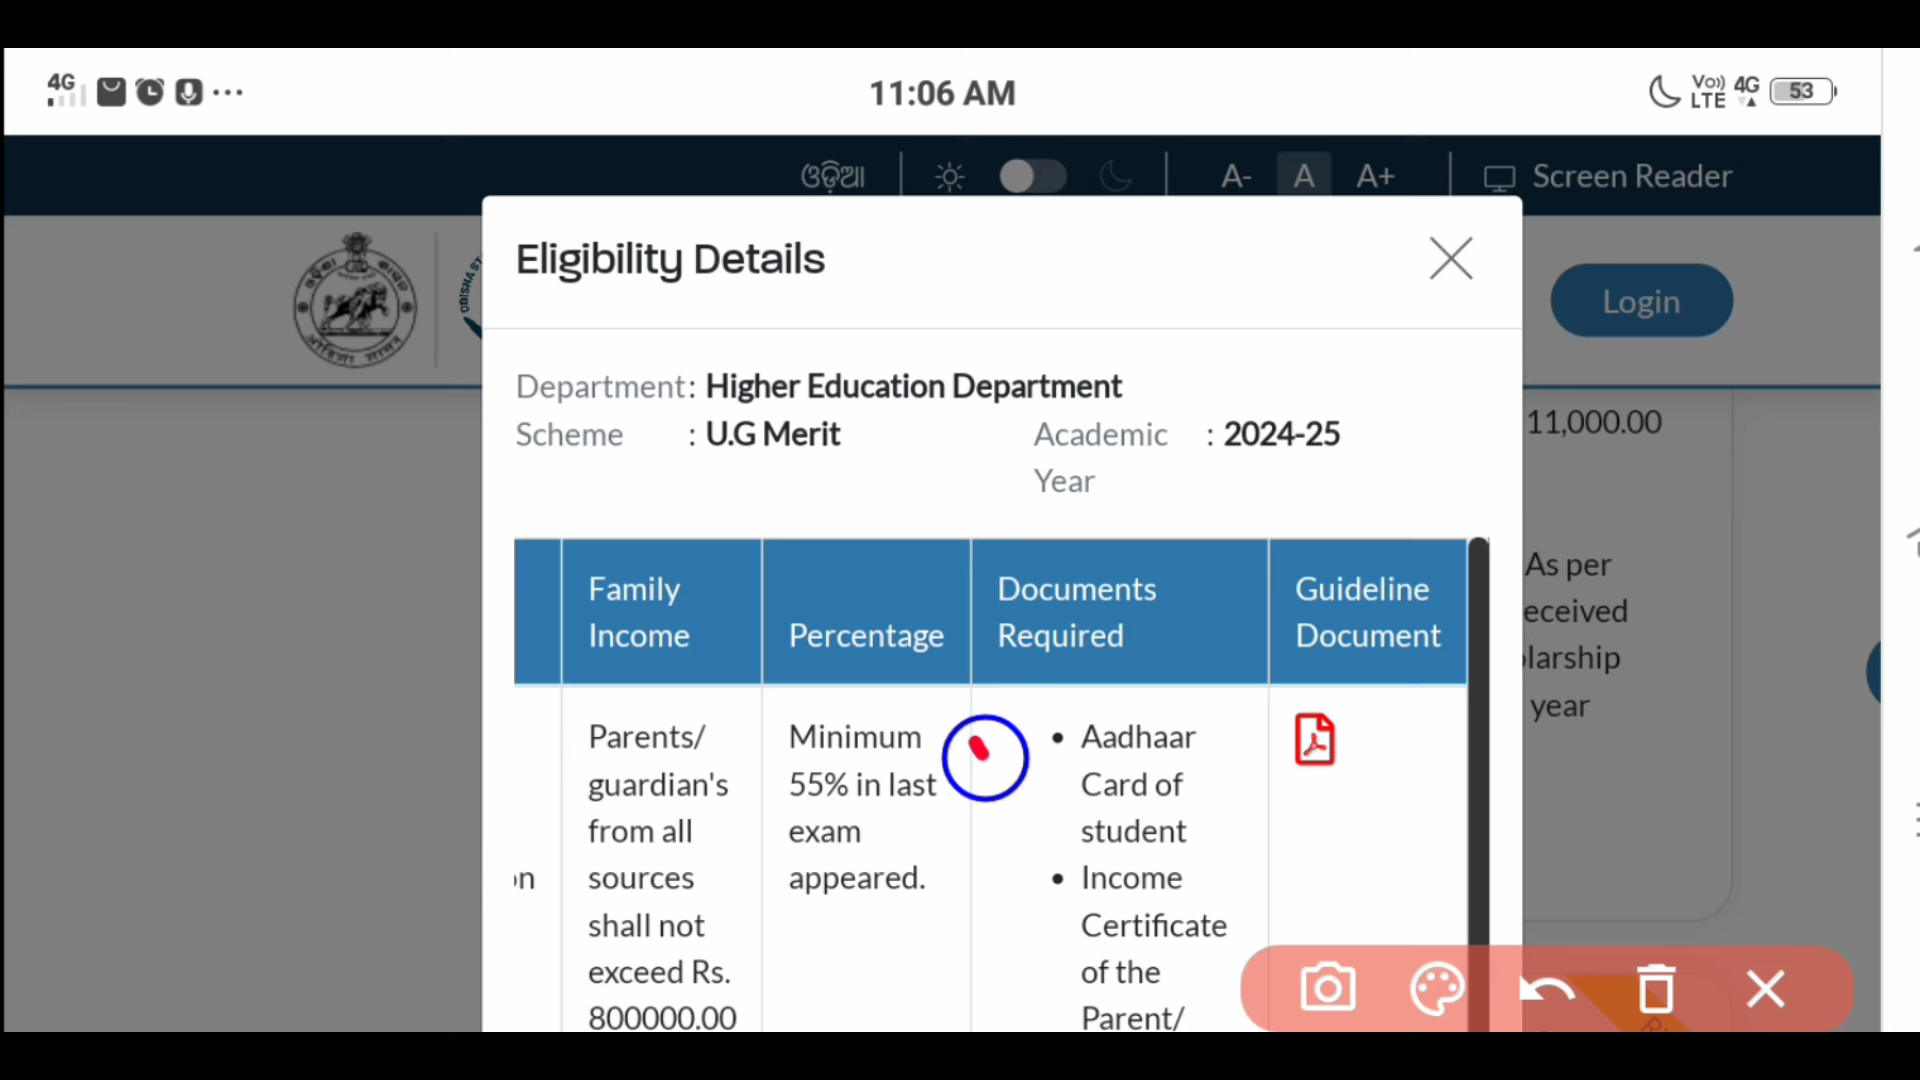 4G
11:06 AM
Vo)) LTE 4G 53
ଓଡ଼ିଆ
A- A A+
Screen Reader
Eligibility Details
Login
ODISHA ST
Department : Higher Education Department
Scheme : U.G Merit
Academic Year : 2024-25
11,000.00
Family Income
Percentage
Documents Required
Guideline Document
As per
eceived
larship
year
Parents/
guardian's
from all
sources
shall not
exceed Rs.
800000.00
Minimum
55% in last
exam
appeared.
• Aadhaar
Card of
student
• Income
Certificate
of the
Parent/